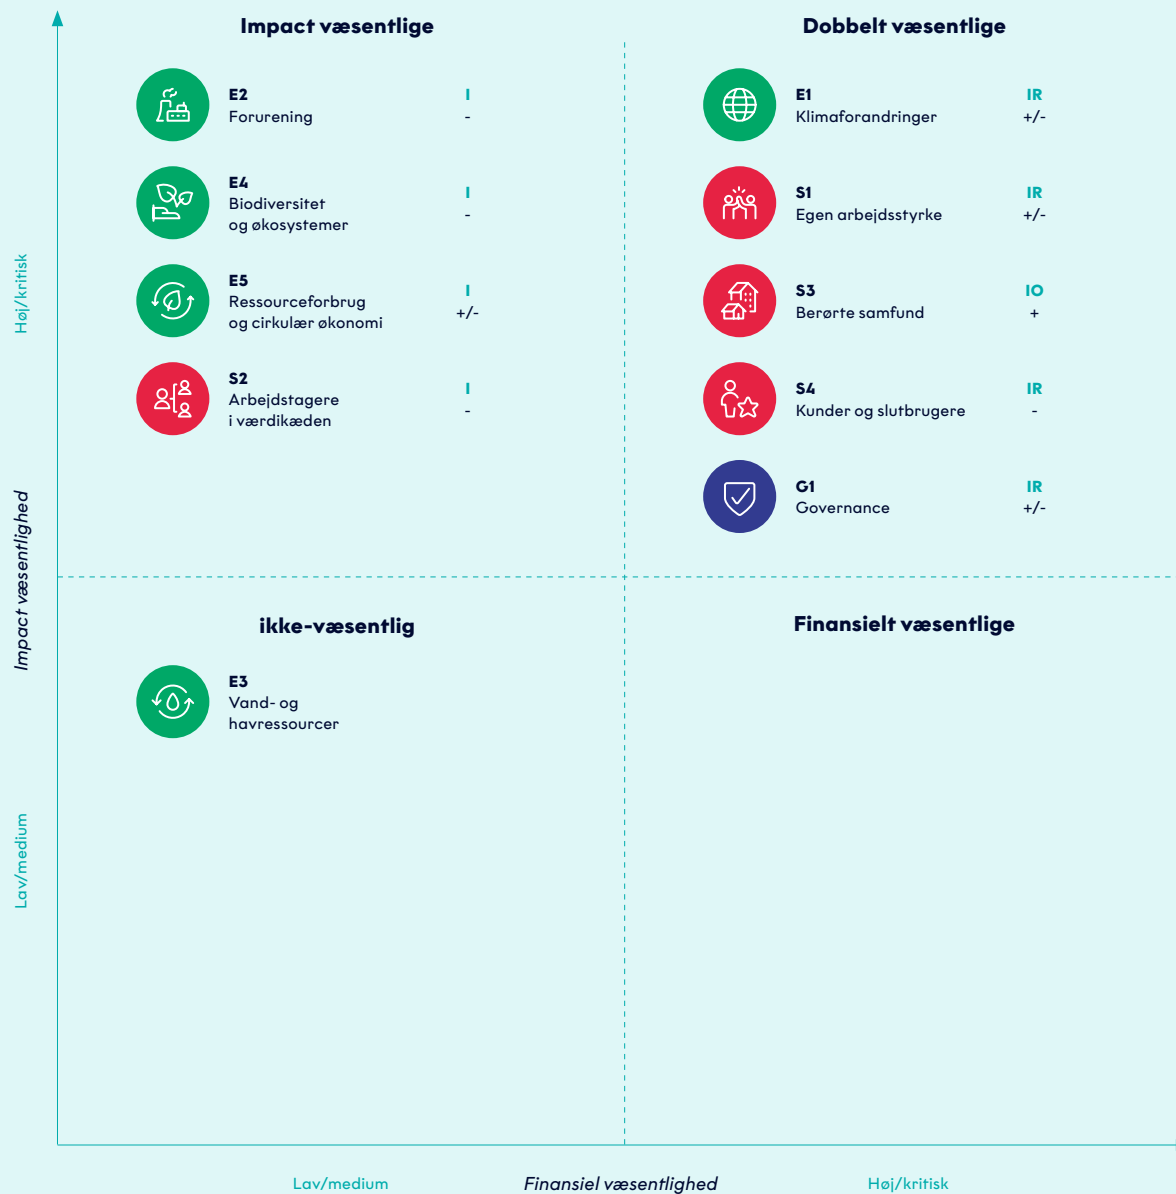 Impact væsentlige
E2
Forurening
I
-
E4
Biodiversitet
og økosystemer
I
-
E5
Ressourceforbrug
og cirkulær økonomi
I
+/-
S2
Arbejdstagere
i værdikæden
I
-
Dobbelt væsentlige
E1
Klimaforandringer
IR
+/-
S1
Egen arbejdsstyrke
IR
+/-
S3
Berørte samfund
IO
+
S4
Kunder og slutbrugere
IR
-
G1
Governance
IR
+/-
ikke-væsentlig
E3
Vand- og
havressourcer
Finansielt væsentlige
Høj/kritisk
Impact væsentlighed
Lav/medium
Lav/medium
Finansiel væsentlighed
Høj/kritisk